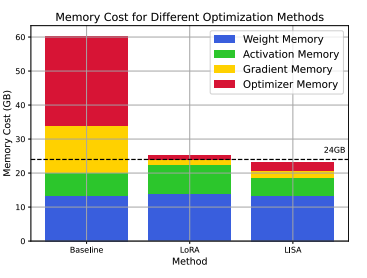 Memory Cost for Different Optimization Methods
Weight Memory
Activation Memory
Gradient Memory
Optimizer Memory
24GB
Memory Cost (GB)
60
50
40
30
20
10
0
Baseline
LoRA
LISA
Method